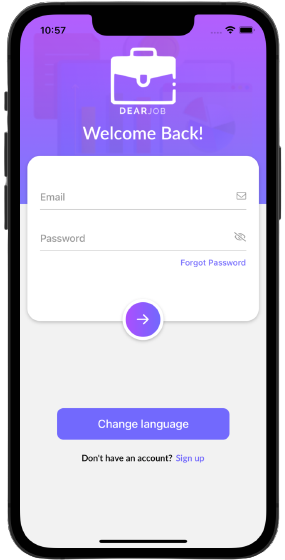 10:57
DEARJOB
Welcome Back!
Email
Password
Forgot Password
Change language
Don't have an account? Sign up